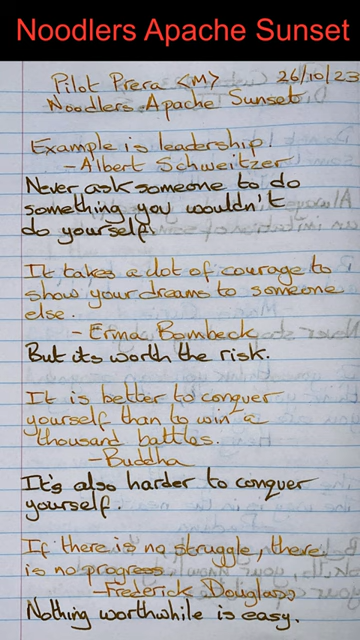 Noodlers Apache Sunset
Pilot Prera <M> 26/10/23
Noodlers Apache Sunset
Example is leadership.
- Albert Schweitzer
Never ask someone to do
something you wouldn't
do yourself.
It takes a lot of courage to
show your dreams to someone
else.
- Erma Bombeck
But its worth the risk.
It is better to conquer
yourself than to win a
thousand battles.
- Buddha
It's also harder to conquer
yourself.
If there is no struggle, there
is no progress.
- Frederick Douglass
Nothing worthwhile is easy.